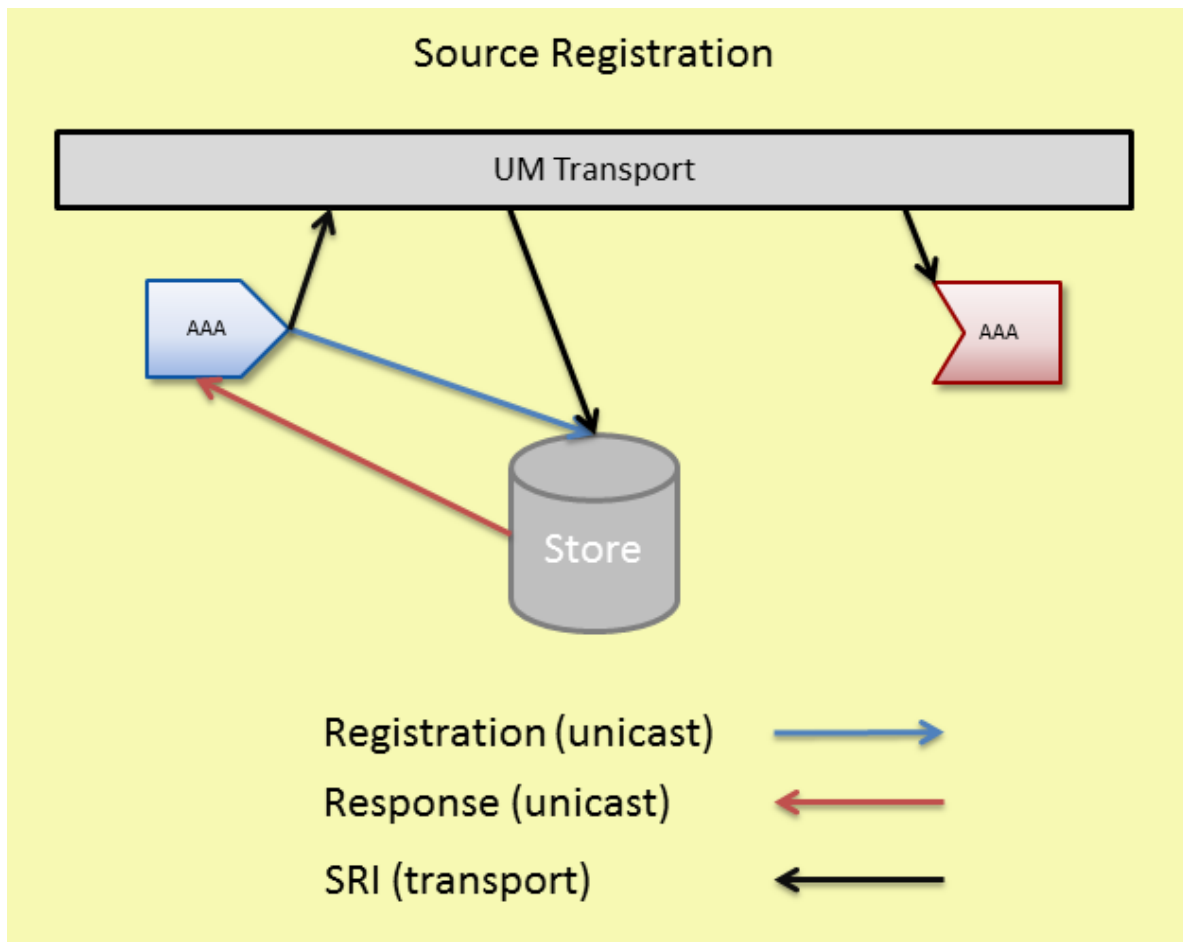 Source Registration
UM Transport
AAA
AAA
Store
Registration (unicast)
Response (unicast)
SRI (transport)